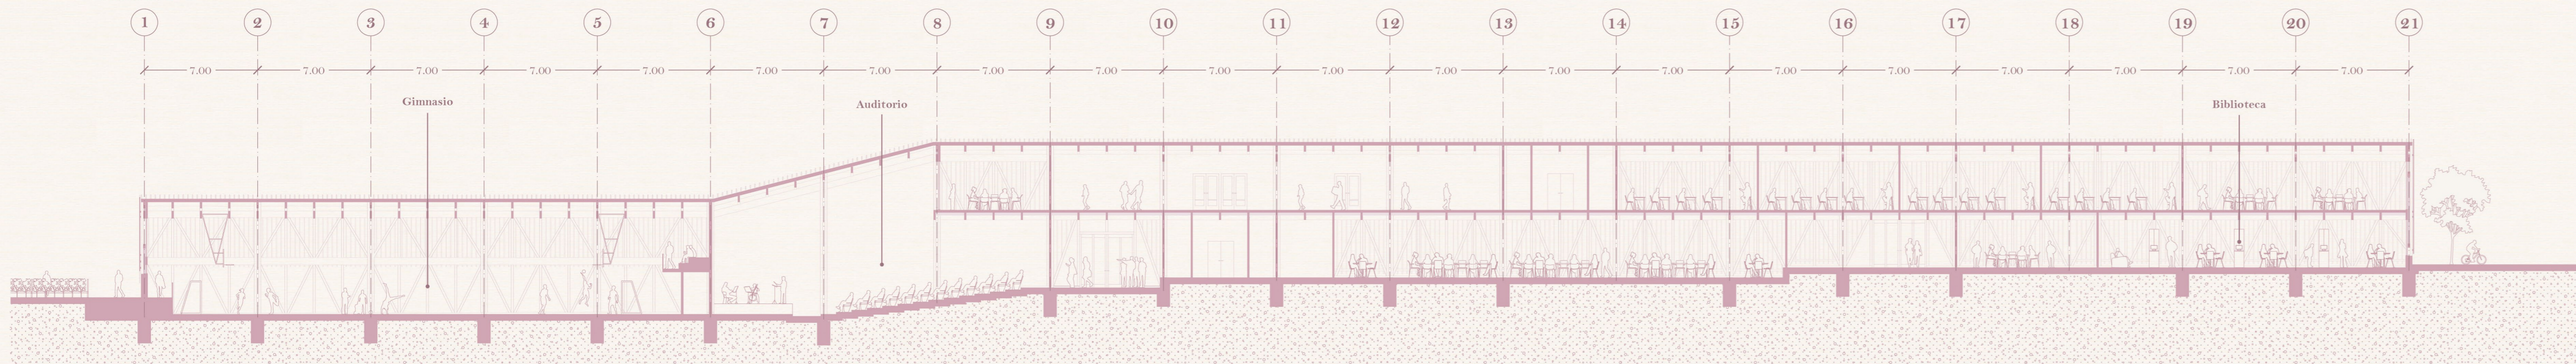 1 2 3 4 5 6 7 8 9 10 11 12 13 14 15 16 17 18 19 20 21
7.00 7.00 7.00 7.00 7.00 7.00 7.00 7.00 7.00 7.00 7.00 7.00 7.00 7.00 7.00 7.00 7.00 7.00 7.00 7.00
Gimnasio Auditorio Biblioteca